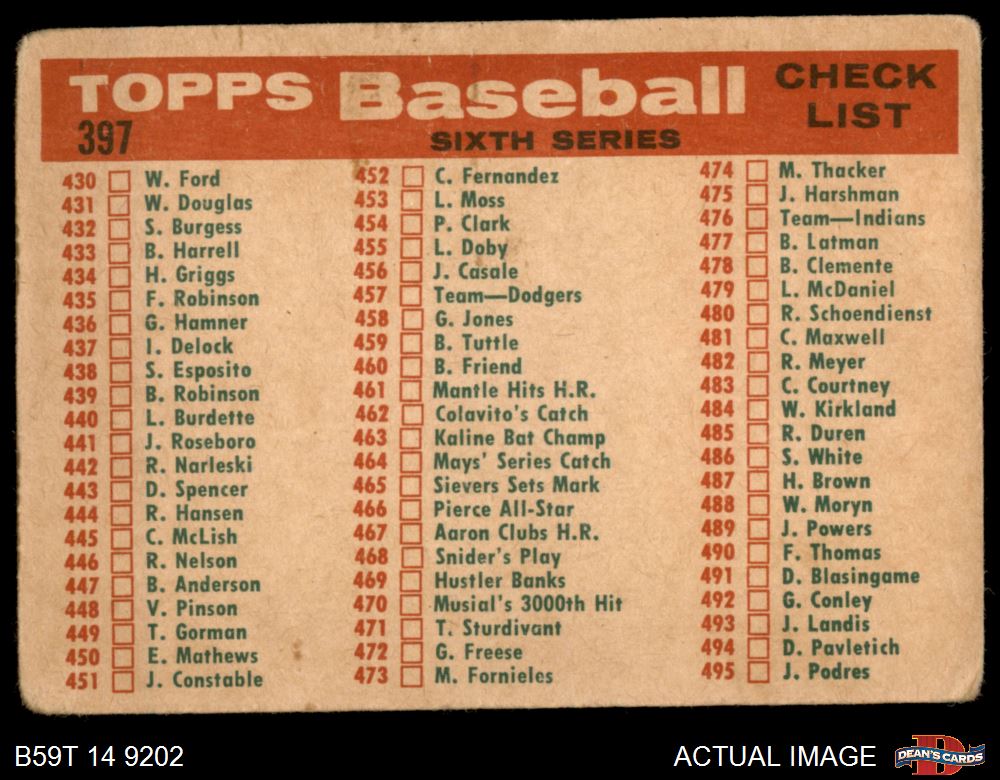 TOPPS Baseball CHECK LIST
397 SIXTH SERIES
430 W. Ford
431 W. Douglas
432 S. Burgess
433 B. Harrell
434 H. Griggs
435 F. Robinson
436 G. Hamner
437 I. Delock
438 S. Esposito
439 B. Robinson
440 L. Burdette
441 J. Roseboro
442 R. Narleski
443 D. Spencer
444 R. Hansen
445 C. McLish
446 R. Nelson
447 B. Anderson
448 V. Pinson
449 T. Gorman
450 E. Mathews
451 J. Constable
452 C. Fernandez
453 L. Moss
454 P. Clark
455 L. Doby
456 J. Casale
457 Team—Dodgers
458 G. Jones
459 B. Tuttle
460 B. Friend
461 Mantle Hits H.R.
462 Colavito's Catch
463 Kaline Bat Champ
464 Mays' Series Catch
465 Sievers Sets Mark
466 Pierce All-Star
467 Aaron Clubs H.R.
468 Snider's Play
469 Hustler Banks
470 Musial's 3000th Hit
471 T. Sturdivant
472 G. Freese
473 M. Fornieles
474 M. Thacker
475 J. Harshman
476 Team—Indians
477 B. Latman
478 B. Clemente
479 L. McDaniel
480 R. Schoendienst
481 C. Maxwell
482 R. Meyer
483 C. Courtney
484 W. Kirkland
485 R. Duren
486 S. White
487 H. Brown
488 W. Moryn
489 J. Powers
490 F. Thomas
491 D. Blasingame
492 G. Conley
493 J. Landis
494 D. Pavletich
495 J. Podres
B59T 14 9202
ACTUAL IMAGE
D
DEAN'S CARDS